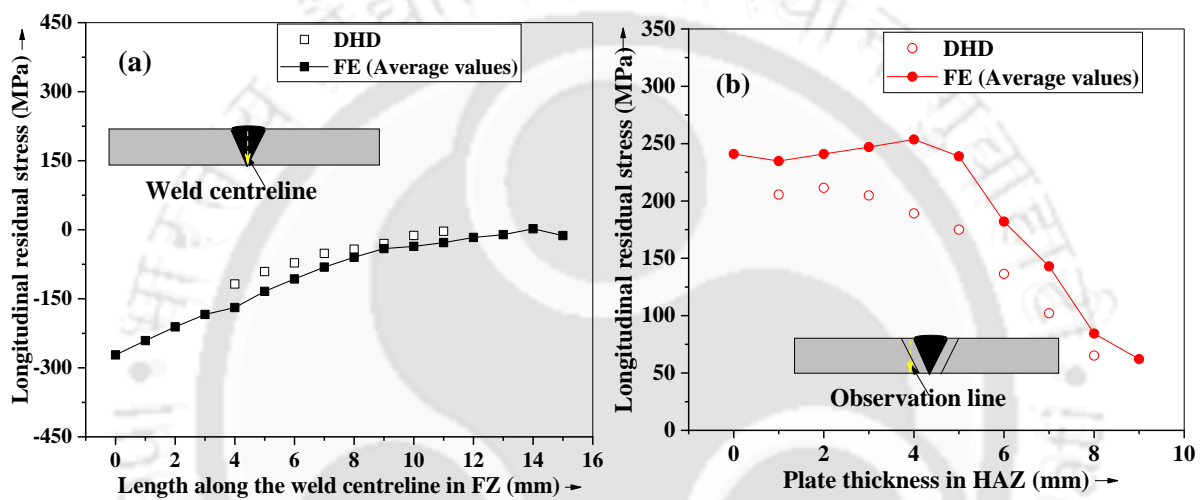 (a)
DHD
FE (Average values)
Weld centreline
Longitudinal residual stress (MPa) →
450
300
150
0
-150
-300
-450
0 2 4 6 8 10 12 14 16
Length along the weld centreline in FZ (mm) →
(b)
DHD
FE (Average values)
Observation line
Longitudinal residual stress (MPa) →
350
300
250
200
150
100
50
0
0 2 4 6 8 10
Plate thickness in HAZ (mm) →